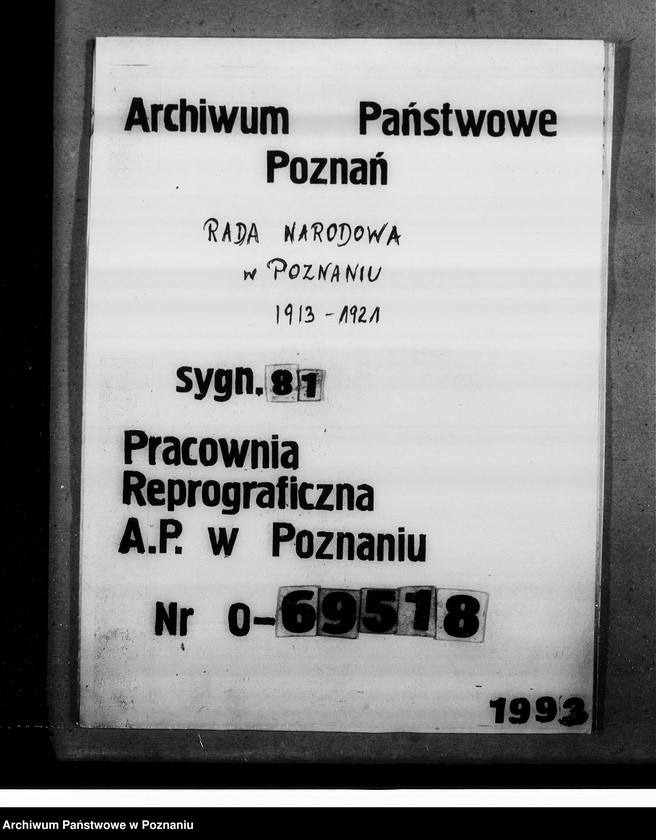 Archiwum Państwowe
Poznań
RADA NARODOWA
w POZNANIU
1913 - 1921
sygn. 81
Pracownia
Reprograficzna
A.P. w Poznaniu
Nr 0-69518
1993
Archiwum Państwowe w Poznaniu